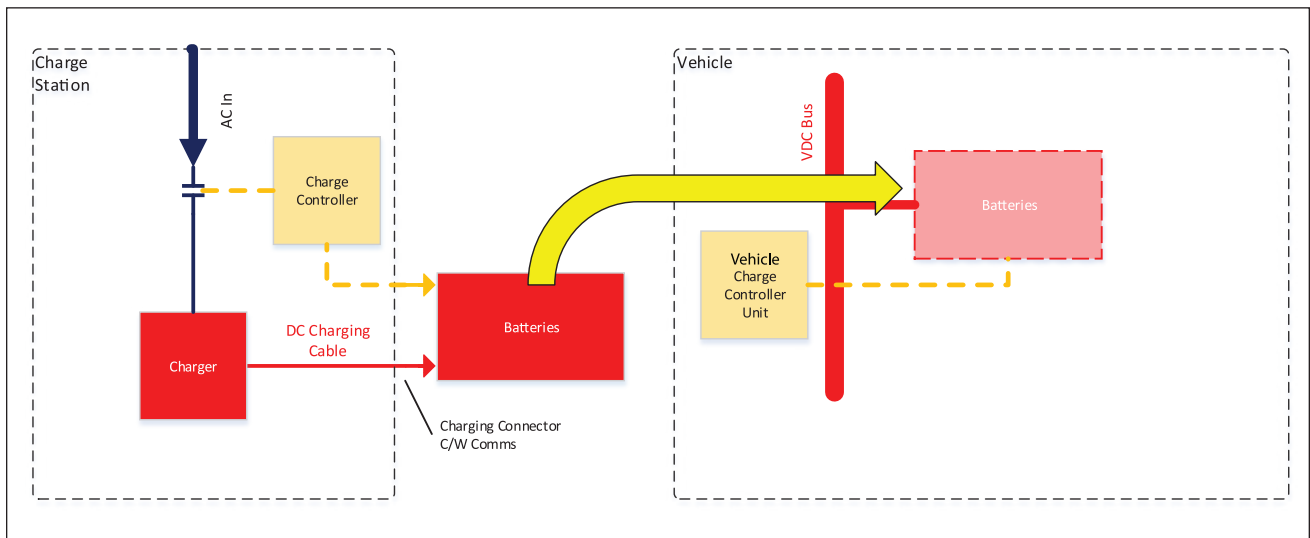 Charge
Station
AC In
Charge
Controller
Charger
DC Charging
Cable
Batteries
Charging Connector
C/W Comms
Vehicle
VDC Bus
Batteries
Vehicle
Charge
Controller
Unit